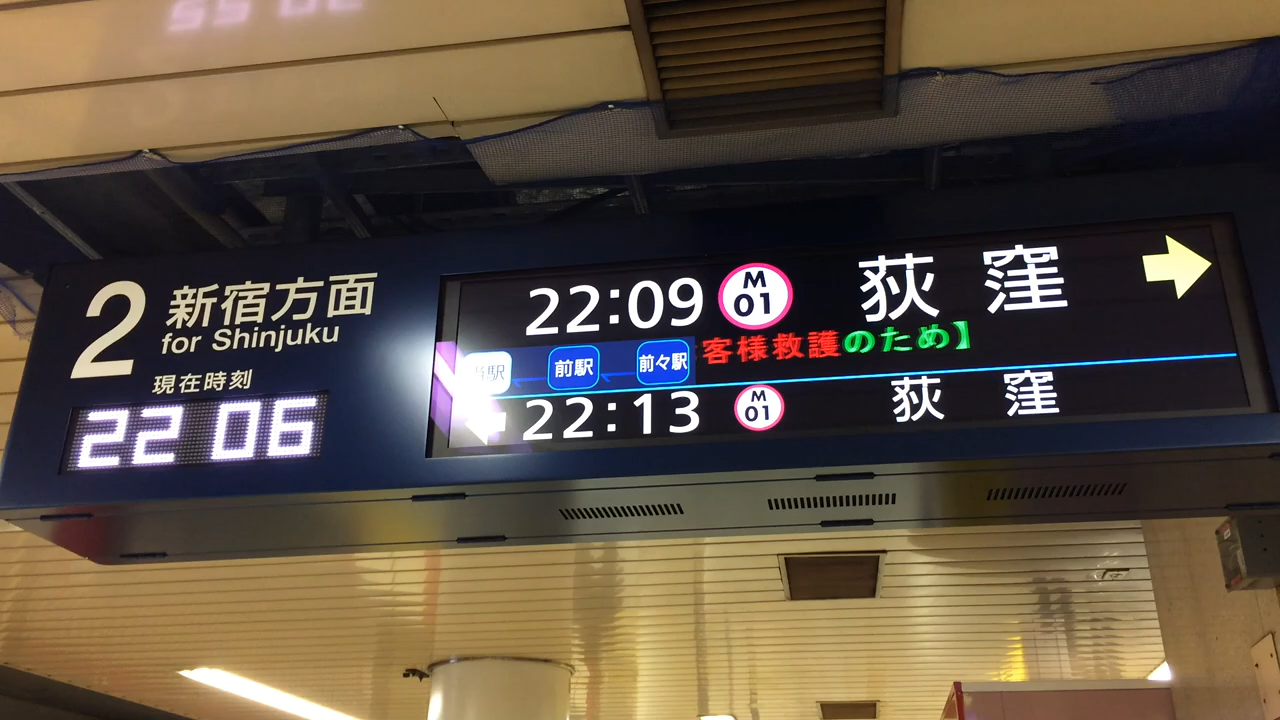 2 新宿方面
for Shinjuku
現在時刻
22 06
22:09 M 01 荻窪
前駅 前々駅 客様救護のため】
22:13 M 01 荻窪